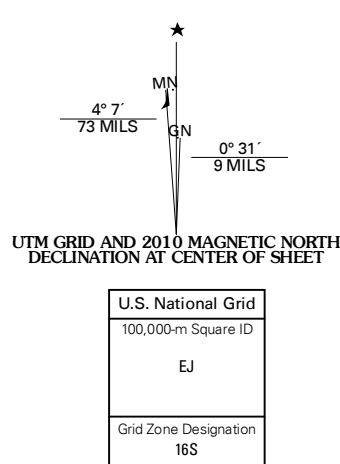 ★
MN
4° 7´
73 MILS
GN
0° 31´
9 MILS
UTM GRID AND 2010 MAGNETIC NORTH
DECLINATION AT CENTER OF SHEET
U.S. National Grid
100,000-m Square ID
EJ
Grid Zone Designation
16S